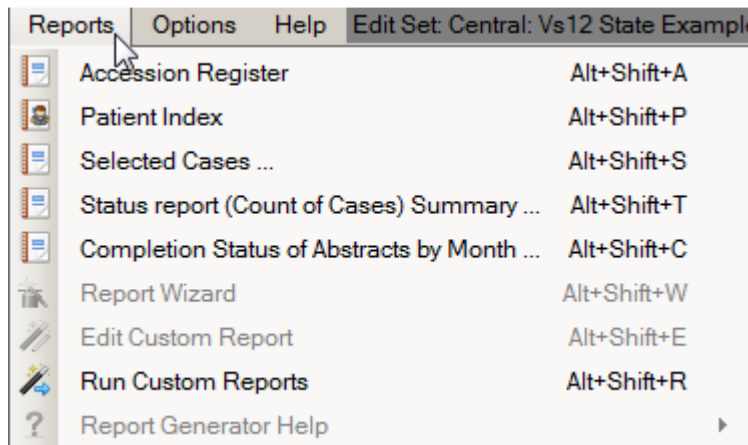 Reports Options Help Edit Set: Central: Vs12 State Example
Accession Register Alt+Shift+A
Patient Index Alt+Shift+P
Selected Cases ... Alt+Shift+S
Status report (Count of Cases) Summary ... Alt+Shift+T
Completion Status of Abstracts by Month ... Alt+Shift+C
Report Wizard Alt+Shift+W
Edit Custom Report Alt+Shift+E
Run Custom Reports Alt+Shift+R
Report Generator Help